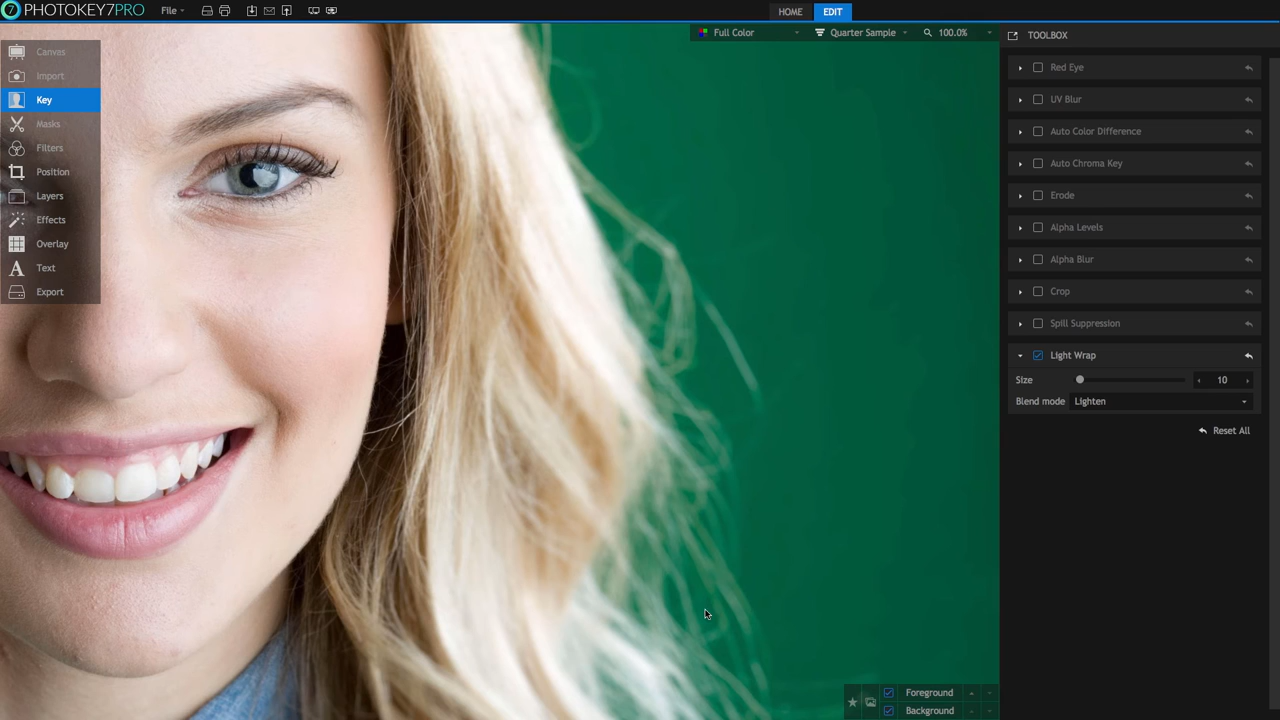 7 PHOTOKEY7PRO File HOME EDIT
Full Color Quarter Sample 100.0% TOOLBOX
Canvas
Import
Key
Masks
Filters
Position
Layers
Effects
Overlay
A Text
Export
Red Eye
UV Blur
Auto Color Difference
Auto Chroma Key
Erode
Alpha Levels
Alpha Blur
Crop
Spill Suppression
Light Wrap
Size 10
Blend mode Lighten
Reset All
Foreground
Background